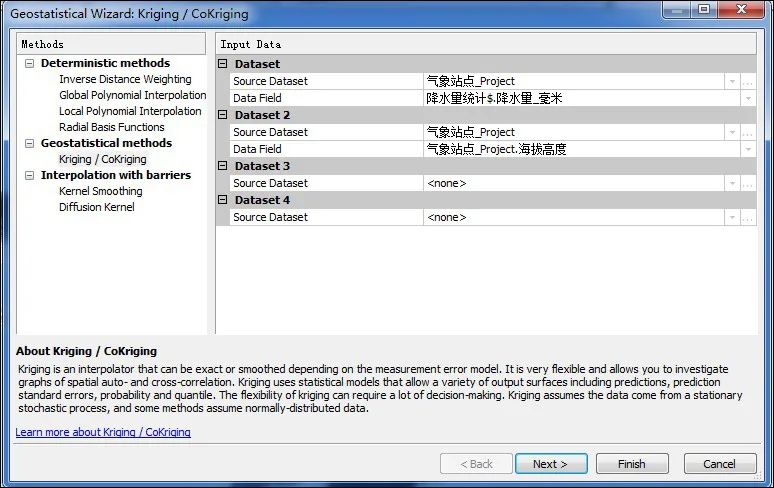 Geostatistical Wizard: Kriging / CoKriging
Methods
Deterministic methods
Inverse Distance Weighting
Global Polynomial Interpolation
Local Polynomial Interpolation
Radial Basis Functions
Geostatistical methods
Kriging / CoKriging
Interpolation with barriers
Kernel Smoothing
Diffusion Kernel
Input Data
Dataset
Source Dataset 气象站点_Project
Data Field 降水量统计$.降水量_毫米
Dataset 2
Source Dataset 气象站点_Project
Data Field 气象站点_Project.海拔高度
Dataset 3
Source Dataset <none>
Dataset 4
Source Dataset <none>
About Kriging / CoKriging
Kriging is an interpolator that can be exact or smoothed depending on the measurement error model. It is very flexible and allows you to investigate
graphs of spatial auto- and cross-correlation. Kriging uses statistical models that allow a variety of output surfaces including predictions, prediction
standard errors, probability and quantile. The flexibility of kriging can require a lot of decision-making. Kriging assumes the data come from a stationary
stochastic process, and some methods assume normally-distributed data.
Learn more about Kriging / CoKriging
< Back Next > Finish Cancel